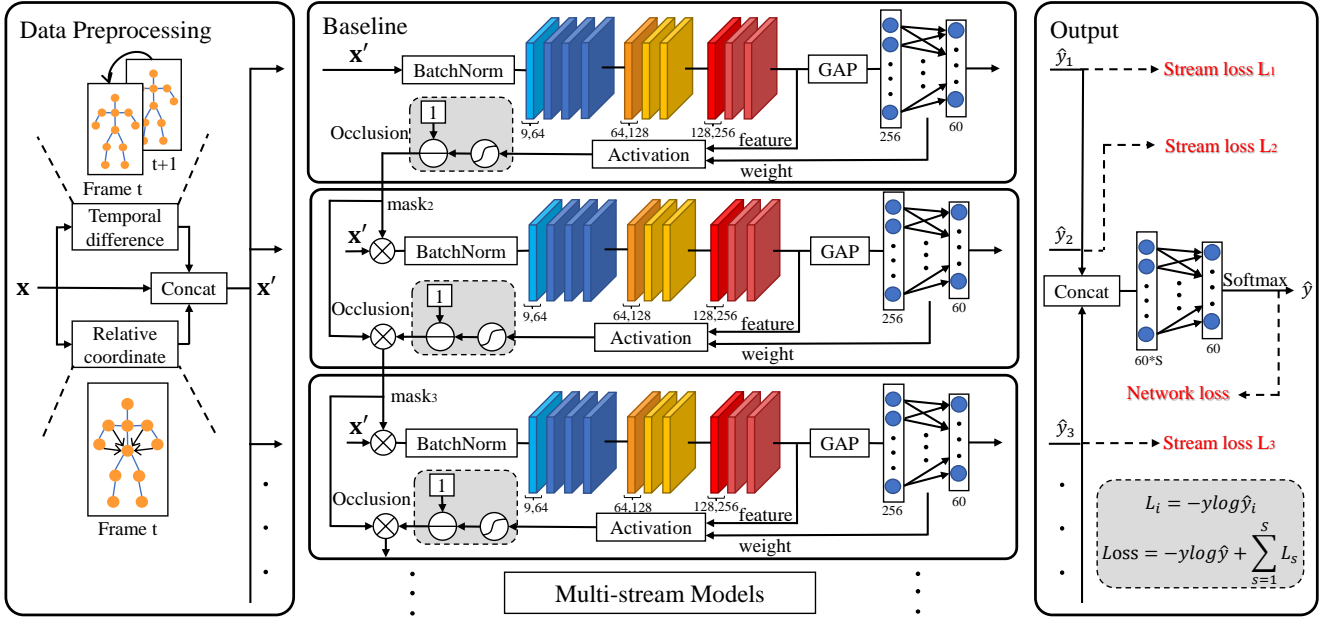 Data Preprocessing
t+1
Frame t
Temporal
difference
x
Concat
x'
Relative
coordinate
Frame t
Baseline
x'
BatchNorm
9,64
64,128
128,256
GAP
256
60
Occlusion
1
Activation
feature
weight
mask2
x'
BatchNorm
9,64
64,128
128,256
GAP
256
60
Occlusion
1
Activation
feature
weight
mask3
x'
BatchNorm
9,64
64,128
128,256
GAP
256
60
Occlusion
1
Activation
feature
weight
Multi-stream Models
Output
ŷ1
Stream loss L1
Stream loss L2
ŷ2
Concat
60*S
60
Softmax
ŷ
Network loss
ŷ3
Stream loss L3
Li = −ylogŷi
Loss = −ylogŷ + ∑_{s=1}^{S} Ls